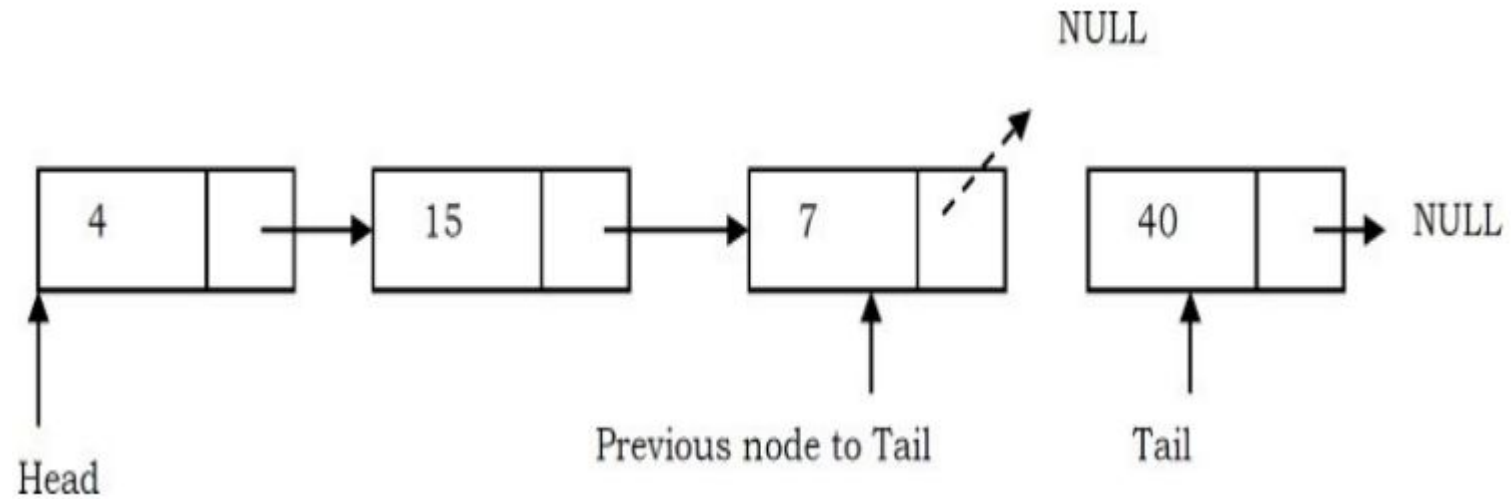 NULL
4
15
7
40
NULL
Previous node to Tail
Tail
Head